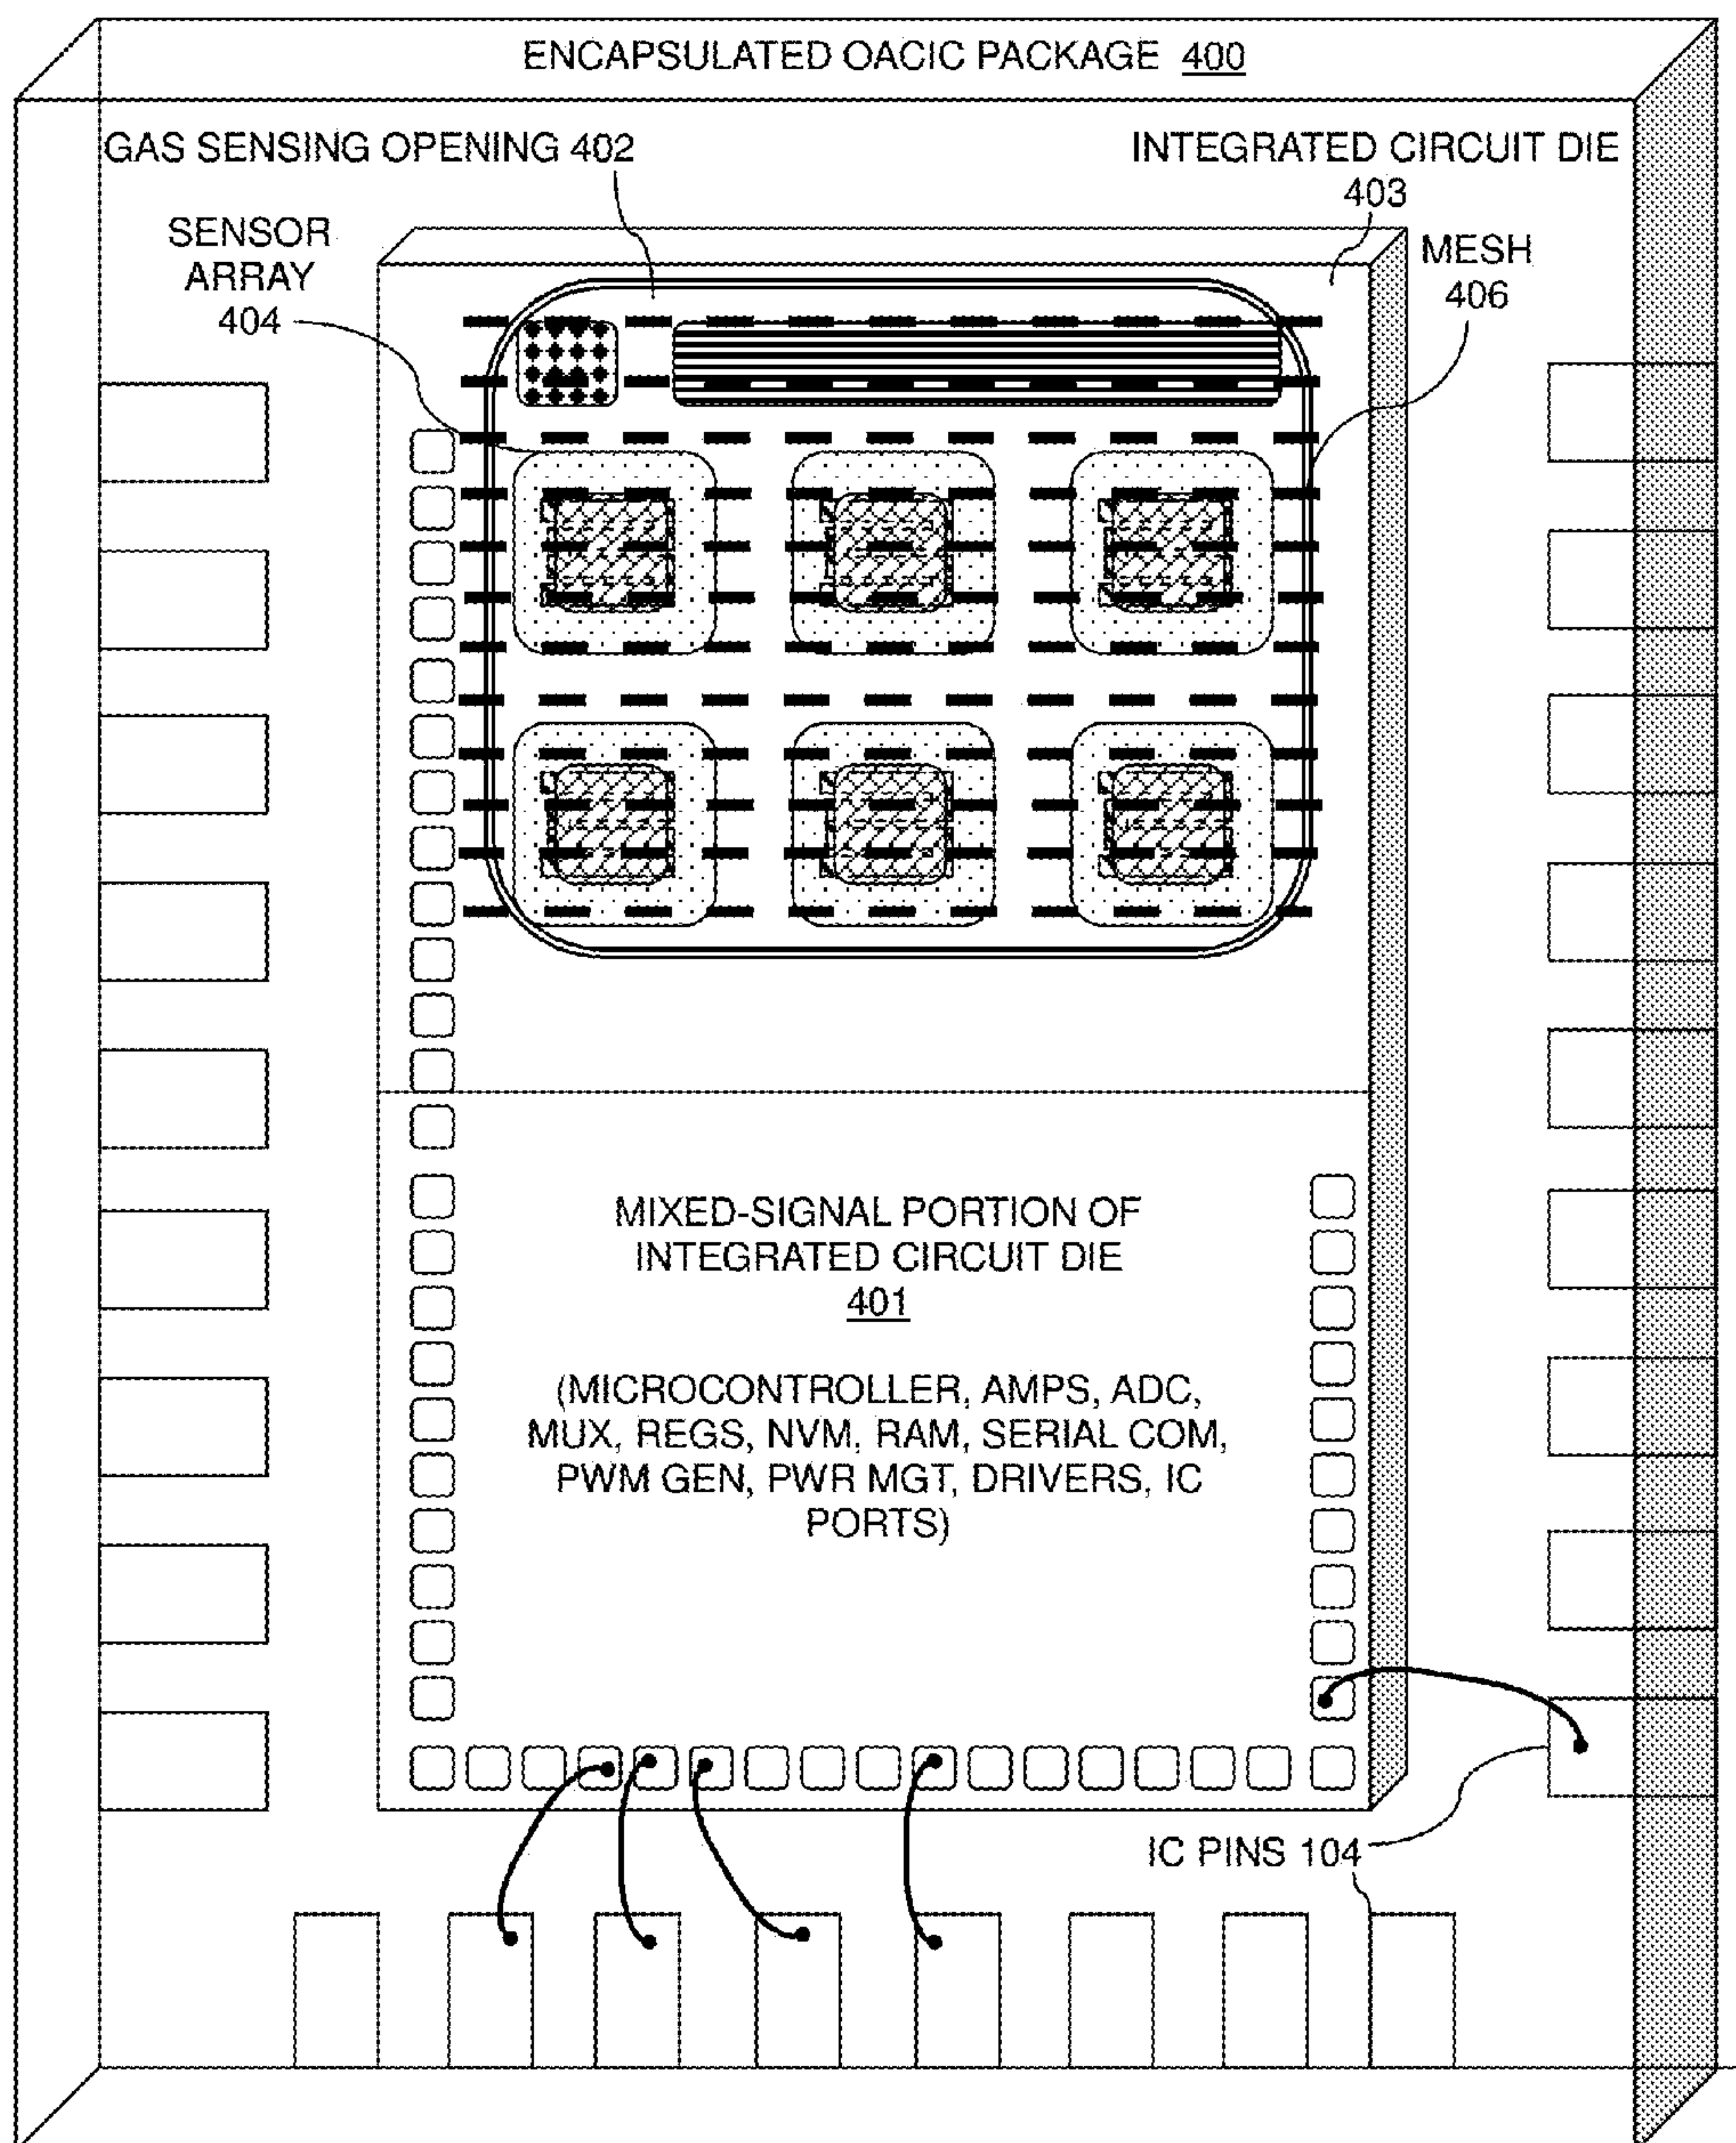 ENCAPSULATED OACIC PACKAGE 400
GAS SENSING OPENING 402
INTEGRATED CIRCUIT DIE
403
SENSOR
ARRAY
404
MESH
406
MIXED-SIGNAL PORTION OF
INTEGRATED CIRCUIT DIE
401
(MICROCONTROLLER, AMPS, ADC,
MUX, REGS, NVM, RAM, SERIAL COM,
PWM GEN, PWR MGT, DRIVERS, IC
PORTS)
IC PINS 104